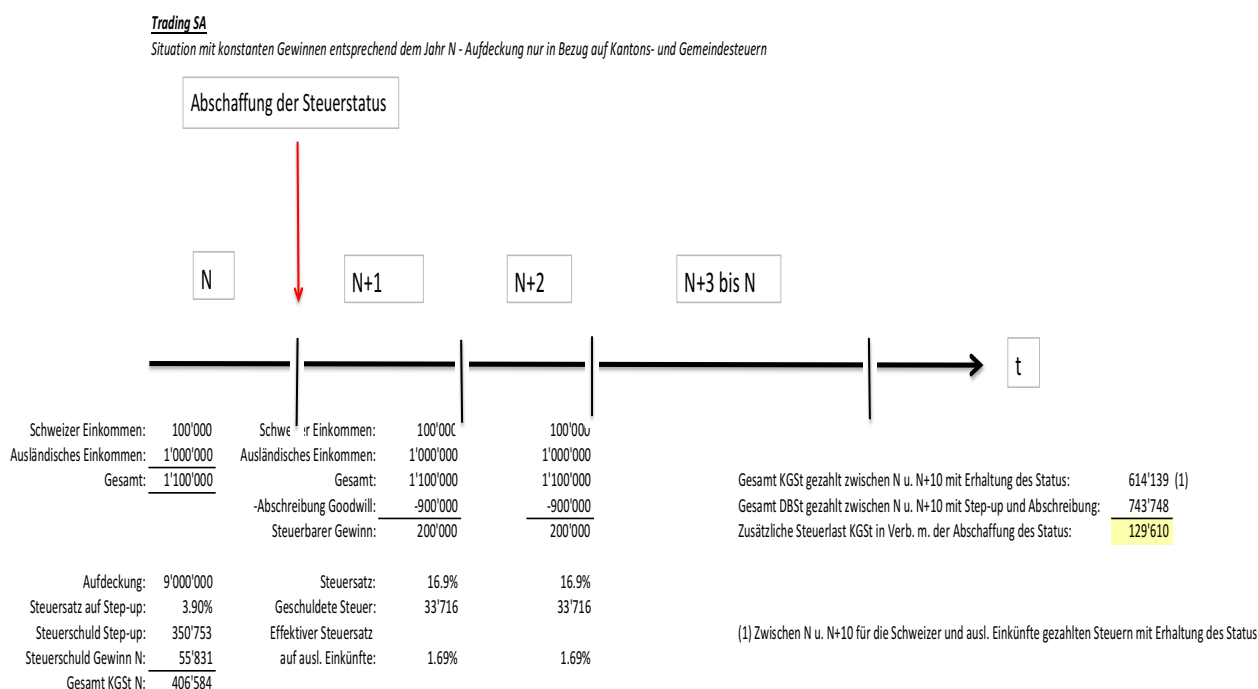 Trading SA
Situation mit konstanten Gewinnen entsprechend dem Jahr N - Aufdeckung nur in Bezug auf Kantons- und Gemeindesteuern
Abschaffung der Steuerstatus
N
N+1
N+2
N+3 bis N
t
Schweizer Einkommen: 100'000
Ausländisches Einkommen: 1'000'000
Gesamt: 1'100'000
Aufdeckung: 9'000'000
Steuersatz auf Step-up: 3.90%
Steuerschuld Step-up: 350'753
Steuerschuld Gewinn N: 55'831
Gesamt KGSt N: 406'584
Einkommen: 100'000 100'000
Ausländisches Einkommen: 1'000'000 1'000'000
Gesamt: 1'100'000 1'100'000
-Abschreibung Goodwill: -900'000 -900'000
Steuerbarer Gewinn: 200'000 200'000
Steuersatz: 16.9% 16.9%
Geschuldete Steuer: 33'716 33'716
Effektiver Steuersatz
auf ausl. Einkünfte: 1.69% 1.69%
Gesamt KGSt gezahlt zwischen N u. N+10 mit Erhaltung des Status: 614'139 (1)
Gesamt DBSt gezahlt zwischen N u. N+10 mit Step-up und Abschreibung: 743'748
Zusätzliche Steuerlast KGSt in Verb. m. der Abschaffung des Status: 129'610
(1) Zwischen N u. N+10 für die Schweizer und ausl. Einkünfte gezahlten Steuern mit Erhaltung des Status